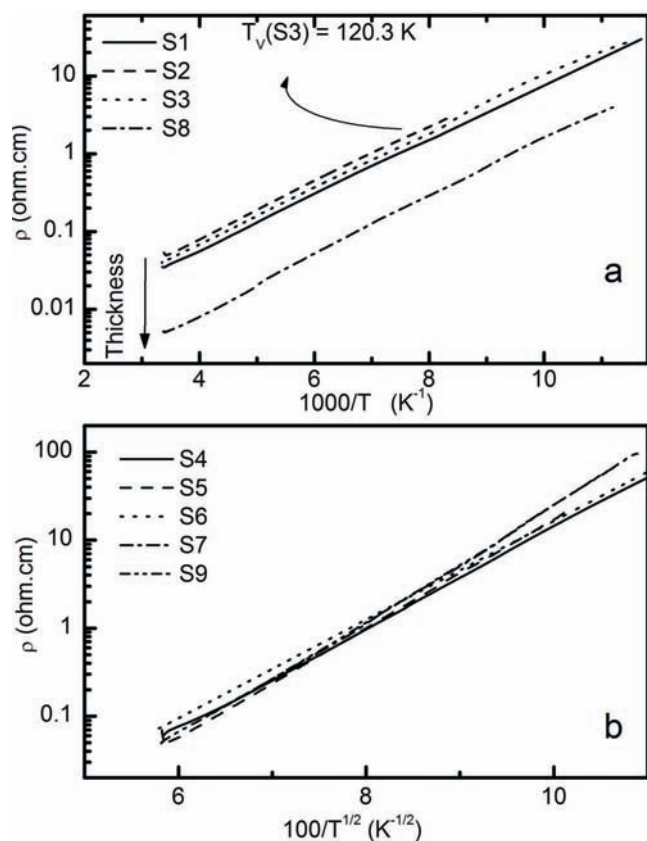 S1
S2
S3
S8
T_V(S3) = 120.3 K
10
1
0.1
0.01
ρ (ohm.cm)
Thickness
a
2 4 6 8 10
1000/T (K⁻¹)
S4
S5
S6
S7
S9
100
10
1
0.1
ρ (ohm.cm)
b
6 8 10
100/T^{1/2} (K^{-1/2})